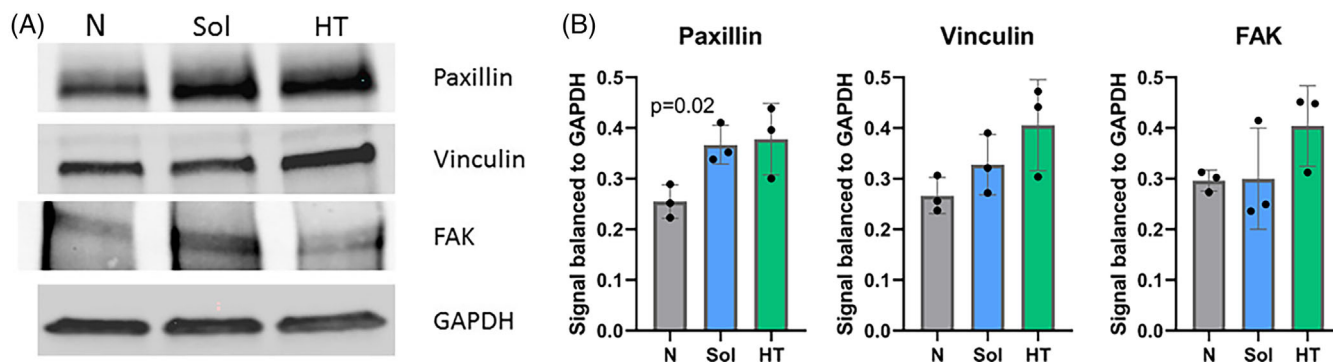 (A)
N Sol HT
Paxillin
Vinculin
FAK
GAPDH
(B)
Paxillin
Signal balanced to GAPDH
0.5
0.4
0.3
0.2
0.1
0.0
p=0.02
N Sol HT
Vinculin
Signal balanced to GAPDH
0.5
0.4
0.3
0.2
0.1
0.0
N Sol HT
FAK
Signal balanced to GAPDH
0.5
0.4
0.3
0.2
0.1
0.0
N Sol HT